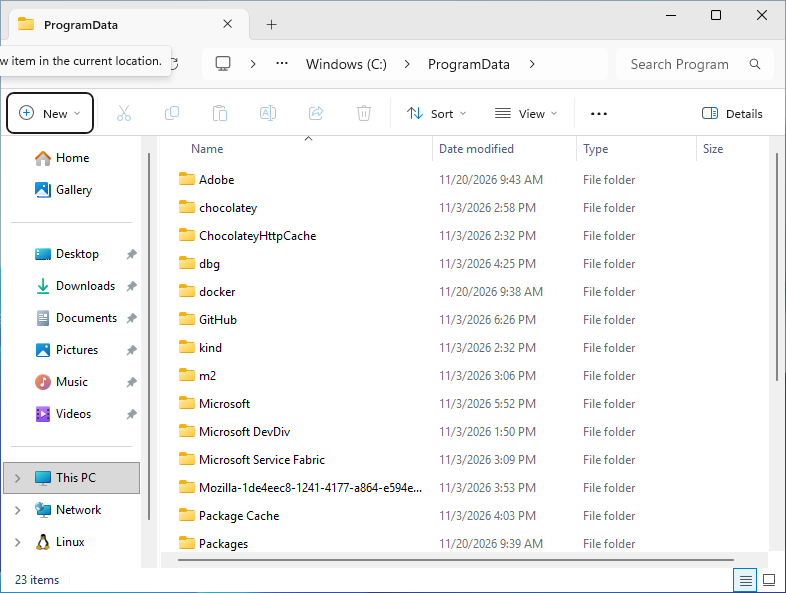 ProgramData
w item in the current location.
... Windows (C:) ProgramData
Search Program
New
Sort
View
...
Details
Name Date modified Type Size
Home
Gallery
Desktop
Downloads
Documents
Pictures
Music
Videos
This PC
Network
Linux
Adobe 11/20/2026 9:43 AM File folder
chocolatey 11/3/2026 2:58 PM File folder
ChocolateyHttpCache 11/3/2026 2:32 PM File folder
dbg 11/3/2026 4:25 PM File folder
docker 11/20/2026 9:38 AM File folder
GitHub 11/3/2026 6:26 PM File folder
kind 11/3/2026 2:32 PM File folder
m2 11/3/2026 3:06 PM File folder
Microsoft 11/3/2026 5:52 PM File folder
Microsoft DevDiv 11/3/2026 1:50 PM File folder
Microsoft Service Fabric 11/3/2026 3:09 PM File folder
Mozilla-1de4eec8-1241-4177-a864-e594e... 11/3/2026 3:53 PM File folder
Package Cache 11/3/2026 4:03 PM File folder
Packages 11/20/2026 9:39 AM File folder
23 items